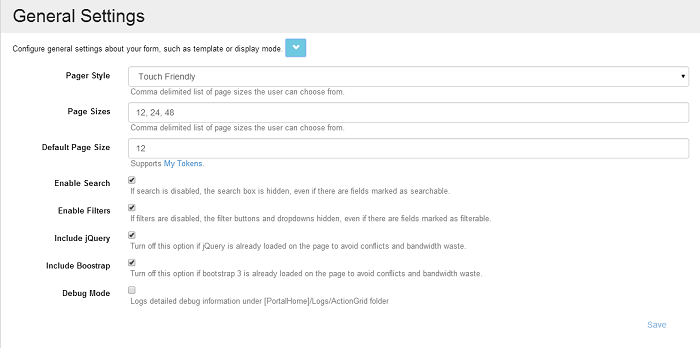 General Settings
Configure general settings about your form, such as template or display mode.
Pager Style
Touch Friendly
Comma delimited list of page sizes the user can choose from.
Page Sizes
12, 24, 48
Comma delimited list of page sizes the user can choose from.
Default Page Size
12
Supports My Tokens.
Enable Search
If search is disabled, the search box is hidden, even if there are fields marked as searchable.
Enable Filters
If filters are disabled, the filter buttons and dropdowns hidden, even if there are fields marked as filterable.
Include jQuery
Turn off this option if jQuery is already loaded on the page to avoid conflicts and bandwidth waste.
Include Boostrap
Turn off this option if bootstrap 3 is already loaded on the page to avoid conflicts and bandwidth waste.
Debug Mode
Logs detailed debug information under [PortalHome]/Logs/ActionGrid folder
Save